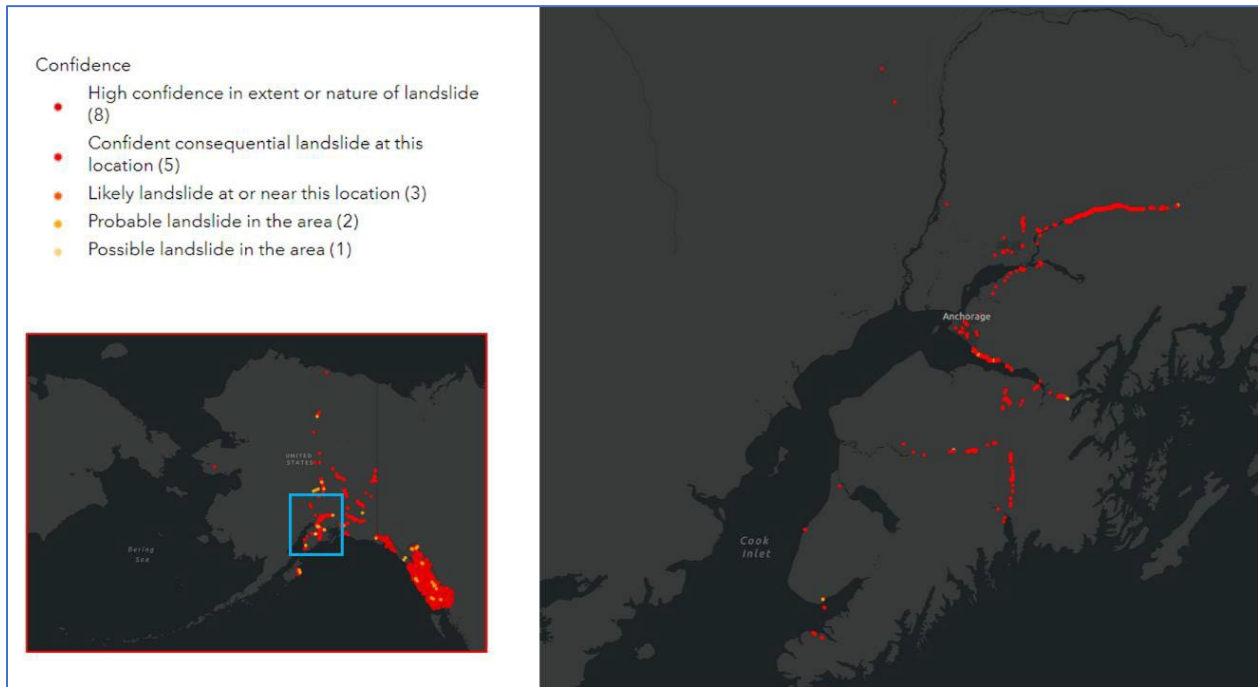 Confidence
High confidence in extent or nature of landslide
(8)
Confident consequential landslide at this
location (5)
Likely landslide at or near this location (3)
Probable landslide in the area (2)
Possible landslide in the area (1)
UNITED
STATES
Bering
Sea
Anchorage
Cook
Inlet